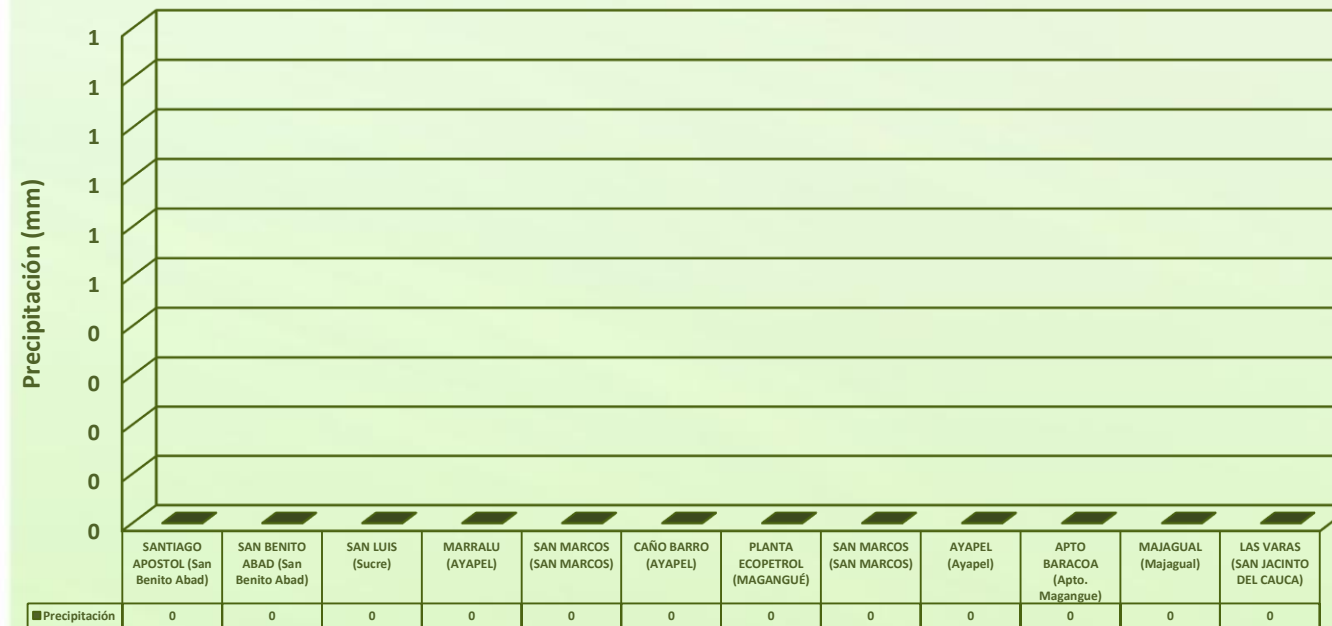 Precipitación (mm)
1
1
1
1
1
1
0
0
0
0
0
SANTIAGO
APOSTOL (San
Benito Abad)
SAN BENITO
ABAD (San
Benito Abad)
SAN LUIS
(Sucre)
MARRALU
(AYAPEL)
SAN MARCOS
(SAN MARCOS)
CAÑO BARRO
(AYAPEL)
PLANTA
ECOPETROL
(MAGANGUÉ)
SAN MARCOS
(SAN MARCOS)
AYAPEL
(Ayapel)
APTO
BARACOA
(Apto.
Magangue)
MAJAGUAL
(Majagual)
LAS VARAS
(SAN JACINTO
DEL CAUCA)
Precipitación 0 0 0 0 0 0 0 0 0 0 0 0